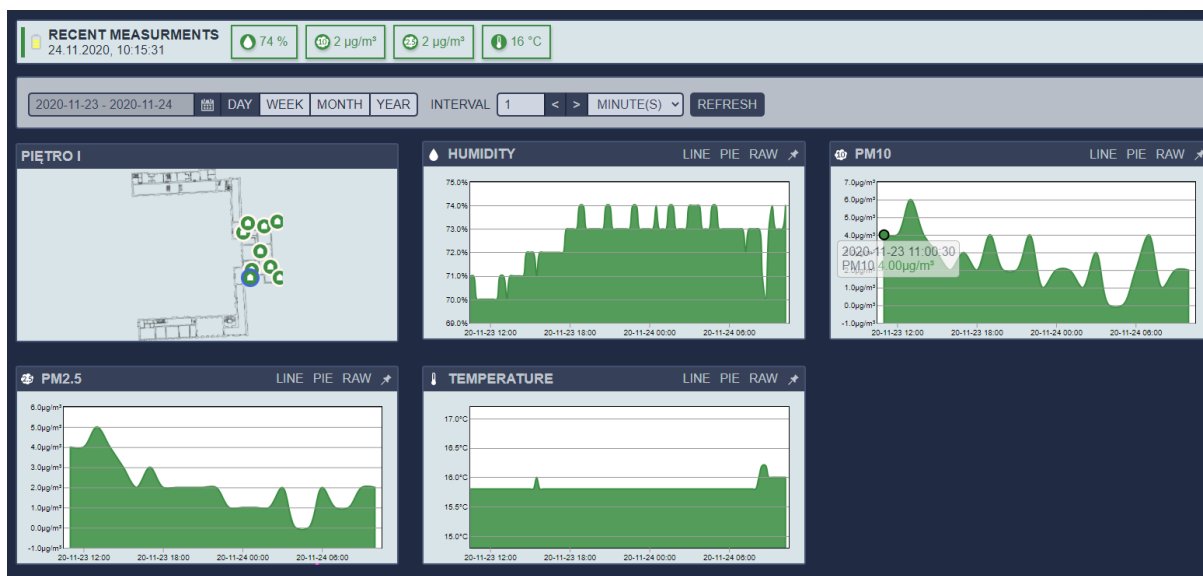 RECENT MEASURMENTS
24.11.2020, 10:15:31
74 %
10 2 µg/m³
2.5 2 µg/m³
16 °C
2020-11-23 - 2020-11-24 DAY WEEK MONTH YEAR INTERVAL 1 < > MINUTE(S) REFRESH
PIĘTRO I
HUMIDITY LINE PIE RAW
75.0%
74.0%
73.0%
72.0%
71.0%
70.0%
69.0%
20-11-23 12:00 20-11-23 18:00 20-11-24 00:00 20-11-24 06:00
10 PM10 LINE PIE RAW
7.0µg/m³
6.0µg/m³
5.0µg/m³
4.0µg/m³
2020-11-23 11:00:30
PM10 4.00µg/m³
1.0µg/m³
0.0µg/m³
-1.0µg/m³
20-11-23 12:00 20-11-23 18:00 20-11-24 00:00 20-11-24 06:00
2.5 PM2.5 LINE PIE RAW
6.0µg/m³
5.0µg/m³
4.0µg/m³
3.0µg/m³
2.0µg/m³
1.0µg/m³
0.0µg/m³
-1.0µg/m³
20-11-23 12:00 20-11-23 18:00 20-11-24 00:00 20-11-24 06:00
TEMPERATURE LINE PIE RAW
17.0°C
16.5°C
16.0°C
15.5°C
15.0°C
20-11-23 12:00 20-11-23 18:00 20-11-24 00:00 20-11-24 06:00